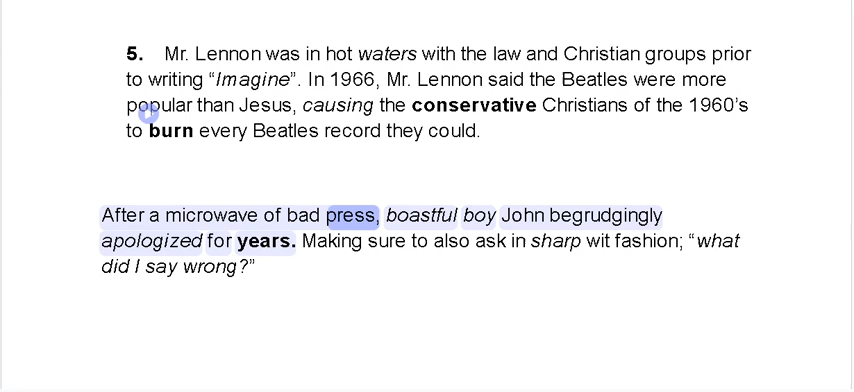 5. Mr. Lennon was in hot waters with the law and Christian groups prior
to writing “Imagine”. In 1966, Mr. Lennon said the Beatles were more
popular than Jesus, causing the conservative Christians of the 1960’s
to burn every Beatles record they could.
After a microwave of bad press, boastful boy John begrudgingly
apologized for years. Making sure to also ask in sharp wit fashion; “what
did I say wrong?”